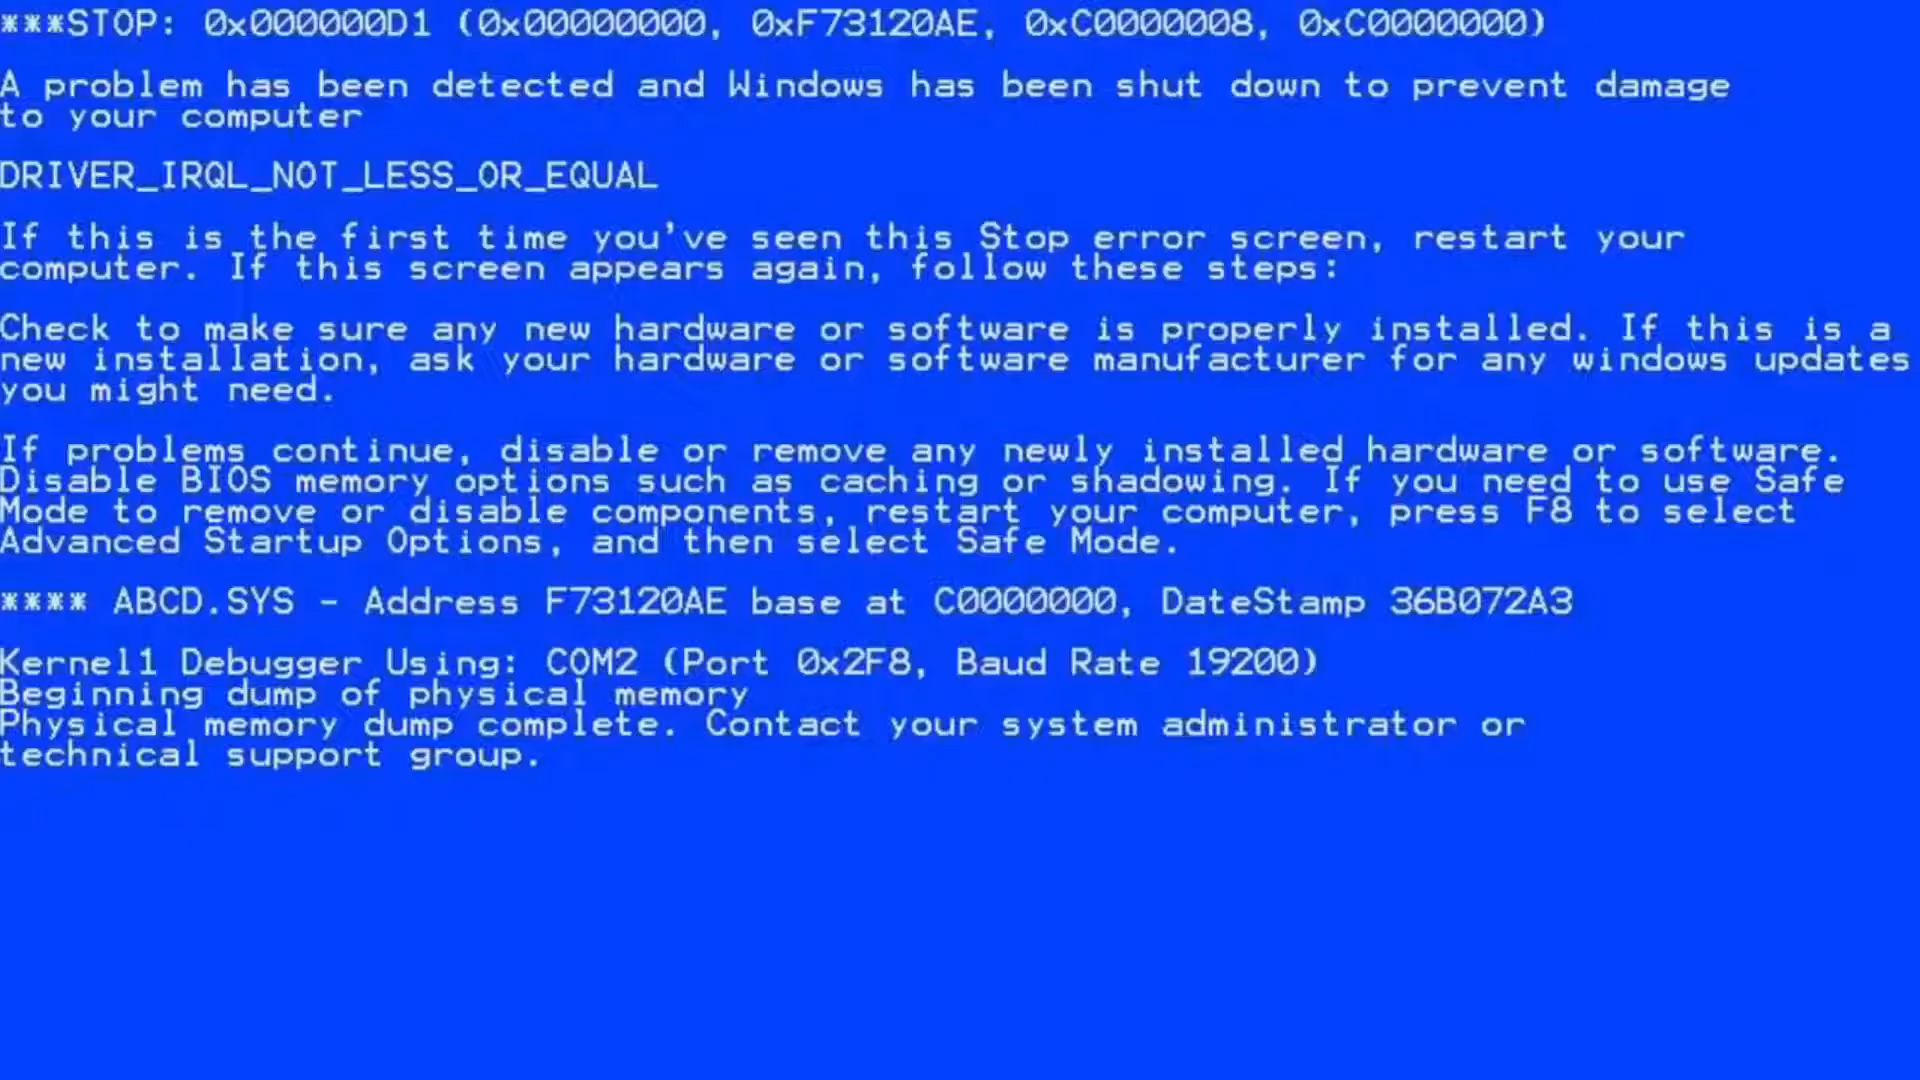 ***STOP: 0x000000D1 (0x00000000, 0xF73120AE, 0xC0000008, 0xC0000000)
A problem has been detected and Windows has been shut down to prevent damage
to your computer
DRIVER_IRQL_NOT_LESS_OR_EQUAL
If this is the first time you've seen this Stop error screen, restart your
computer. If this screen appears again, follow these steps:
Check to make sure any new hardware or software is properly installed. If this is a
new installation, ask your hardware or software manufacturer for any windows updates
you might need.
If problems continue, disable or remove any newly installed hardware or software.
Disable BIOS memory options such as caching or shadowing. If you need to use Safe
Mode to remove or disable components, restart your computer, press F8 to select
Advanced Startup Options, and then select Safe Mode.
**** ABCD.SYS - Address F73120AE base at C0000000, DateStamp 36B072A3
Kernel1 Debugger Using: COM2 (Port 0x2F8, Baud Rate 19200)
Beginning dump of physical memory
Physical memory dump complete. Contact your system administrator or
technical support group.